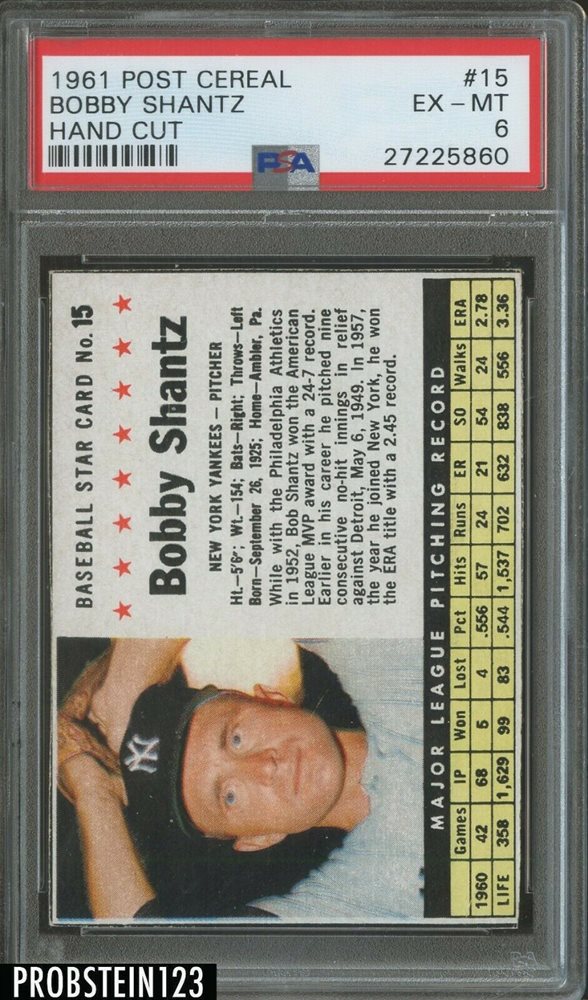 1961 POST CEREAL #15
BOBBY SHANTZ EX – MT
HAND CUT 6
PSA 27225860
BASEBALL STAR CARD No. 15
Bobby Shantz
NEW YORK YANKEES – PITCHER
Ht.—5'6"; Wt.—154; Bats—Right; Throws—Left
Born—September 26, 1925; Home—Ambler, Pa.
While with the Philadelphia Athletics
in 1952, Bob Shantz won the American
League MVP award with a 24-7 record.
Earlier in his career he pitched nine
consecutive no-hit innings in relief
against Detroit, May 6, 1949. In 1957,
the year he joined New York, he won
the ERA title with a 2.45 record.
NY
MAJOR LEAGUE PITCHING RECORD
Games IP Won Lost Pct Hits Runs ER SO Walks ERA
1960 42 68 5 4 .556 57 24 21 54 24 2.78
LIFE 358 1,629 99 83 .544 1,537 702 632 838 556 3.36
PROBSTEIN123